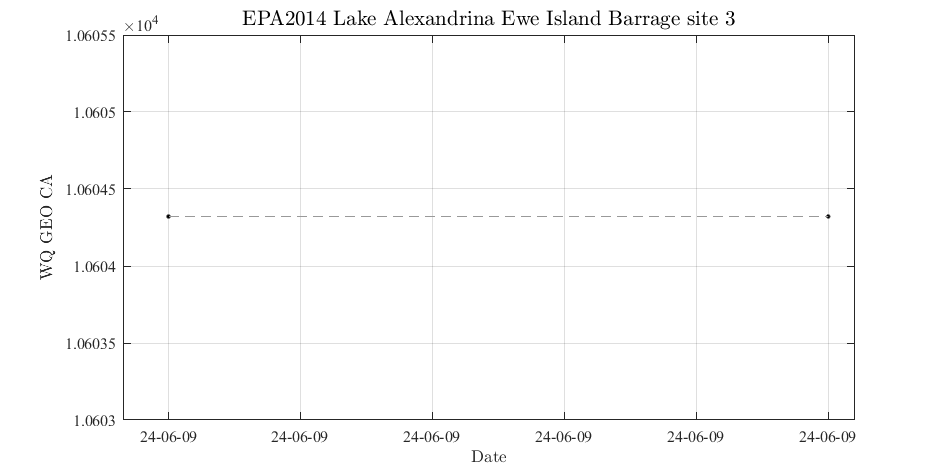 EPA2014 Lake Alexandrina Ewe Island Barrage site 3
×10⁴
1.06055
1.0605
1.06045
1.0604
1.06035
1.0603
WQ GEO CA
24-06-09 24-06-09 24-06-09 24-06-09 24-06-09 24-06-09
Date